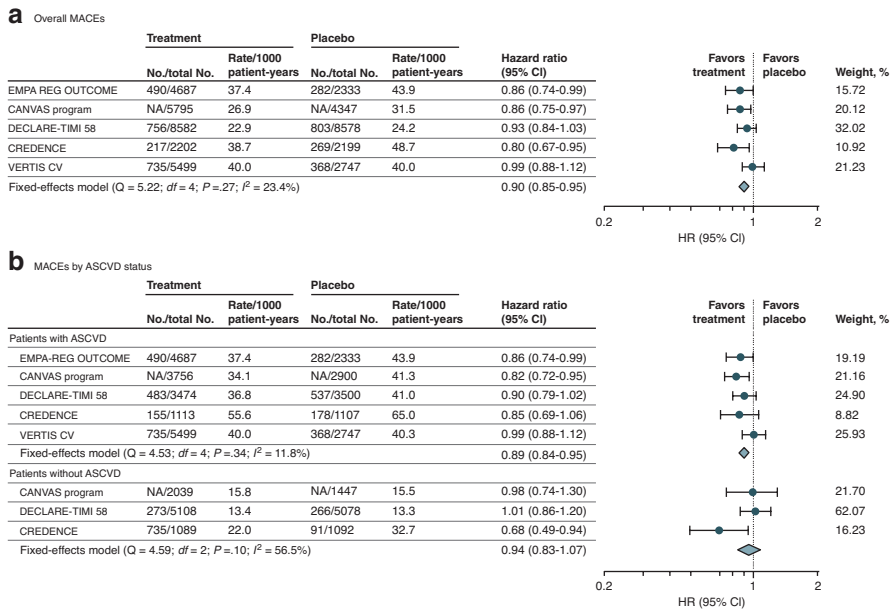 a Overall MACEs
Treatment Placebo
No./total No. Rate/1000 patient-years No./total No. Rate/1000 patient-years Hazard ratio (95% CI) Favors treatment Favors placebo Weight, %
EMPA REG OUTCOME 490/4687 37.4 282/2333 43.9 0.86 (0.74-0.99) 15.72
CANVAS program NA/5795 26.9 NA/4347 31.5 0.86 (0.75-0.97) 20.12
DECLARE-TIMI 58 756/8582 22.9 803/8578 24.2 0.93 (0.84-1.03) 32.02
CREDENCE 217/2202 38.7 269/2199 48.7 0.80 (0.67-0.95) 10.92
VERTIS CV 735/5499 40.0 368/2747 40.0 0.99 (0.88-1.12) 21.23
Fixed-effects model (Q = 5.22; df = 4; P =.27; I² = 23.4%) 0.90 (0.85-0.95)
0.2 1 2
HR (95% CI)
b MACEs by ASCVD status
Treatment Placebo
No./total No. Rate/1000 patient-years No./total No. Rate/1000 patient-years Hazard ratio (95% CI) Favors treatment Favors placebo Weight, %
Patients with ASCVD
EMPA-REG OUTCOME 490/4687 37.4 282/2333 43.9 0.86 (0.74-0.99) 19.19
CANVAS program NA/3756 34.1 NA/2900 41.3 0.82 (0.72-0.95) 21.16
DECLARE-TIMI 58 483/3474 36.8 537/3500 41.0 0.90 (0.79-1.02) 24.90
CREDENCE 155/1113 55.6 178/1107 65.0 0.85 (0.69-1.06) 8.82
VERTIS CV 735/5499 40.0 368/2747 40.3 0.99 (0.88-1.12) 25.93
Fixed-effects model (Q = 4.53; df = 4; P =.34; I² = 11.8%) 0.89 (0.84-0.95)
Patients without ASCVD
CANVAS program NA/2039 15.8 NA/1447 15.5 0.98 (0.74-1.30) 21.70
DECLARE-TIMI 58 273/5108 13.4 266/5078 13.3 1.01 (0.86-1.20) 62.07
CREDENCE 735/1089 22.0 91/1092 32.7 0.68 (0.49-0.94) 16.23
Fixed-effects model (Q = 4.59; df = 2; P =.10; I² = 56.5%) 0.94 (0.83-1.07)
0.2 1 2
HR (95% CI)